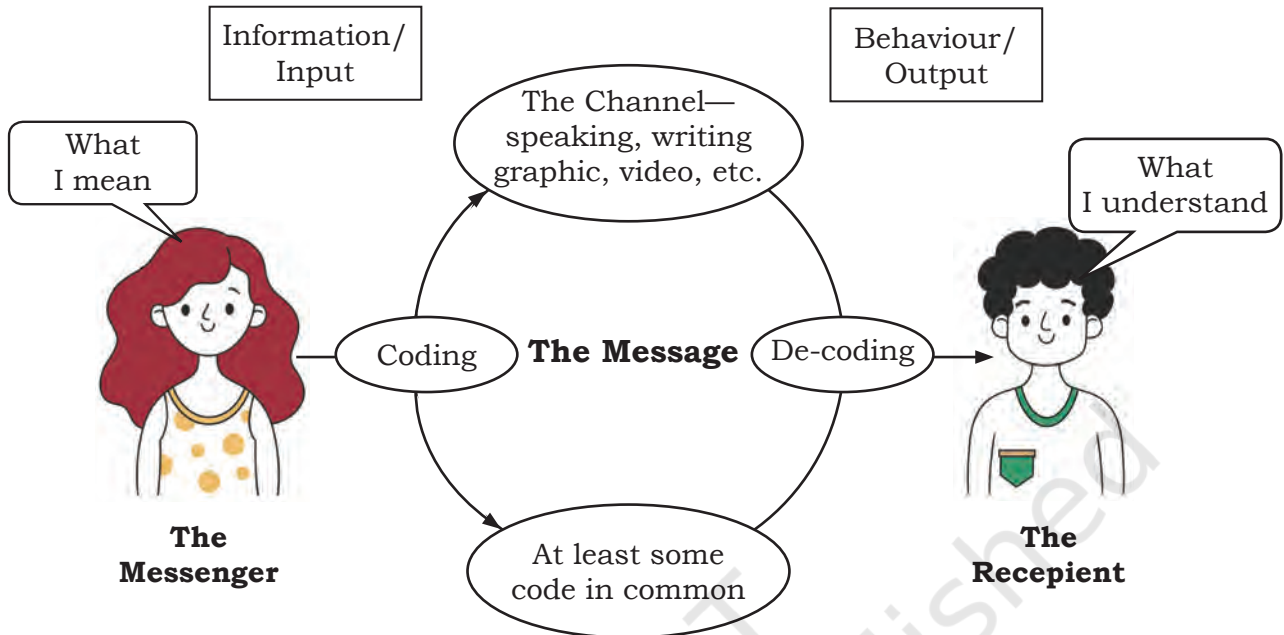 Information/
Input
Behaviour/
Output
The Channel—
speaking, writing
graphic, video, etc.
What
I mean
What
I understand
Coding
The Message
De-coding
The
Messenger
At least some
code in common
The
Recepient